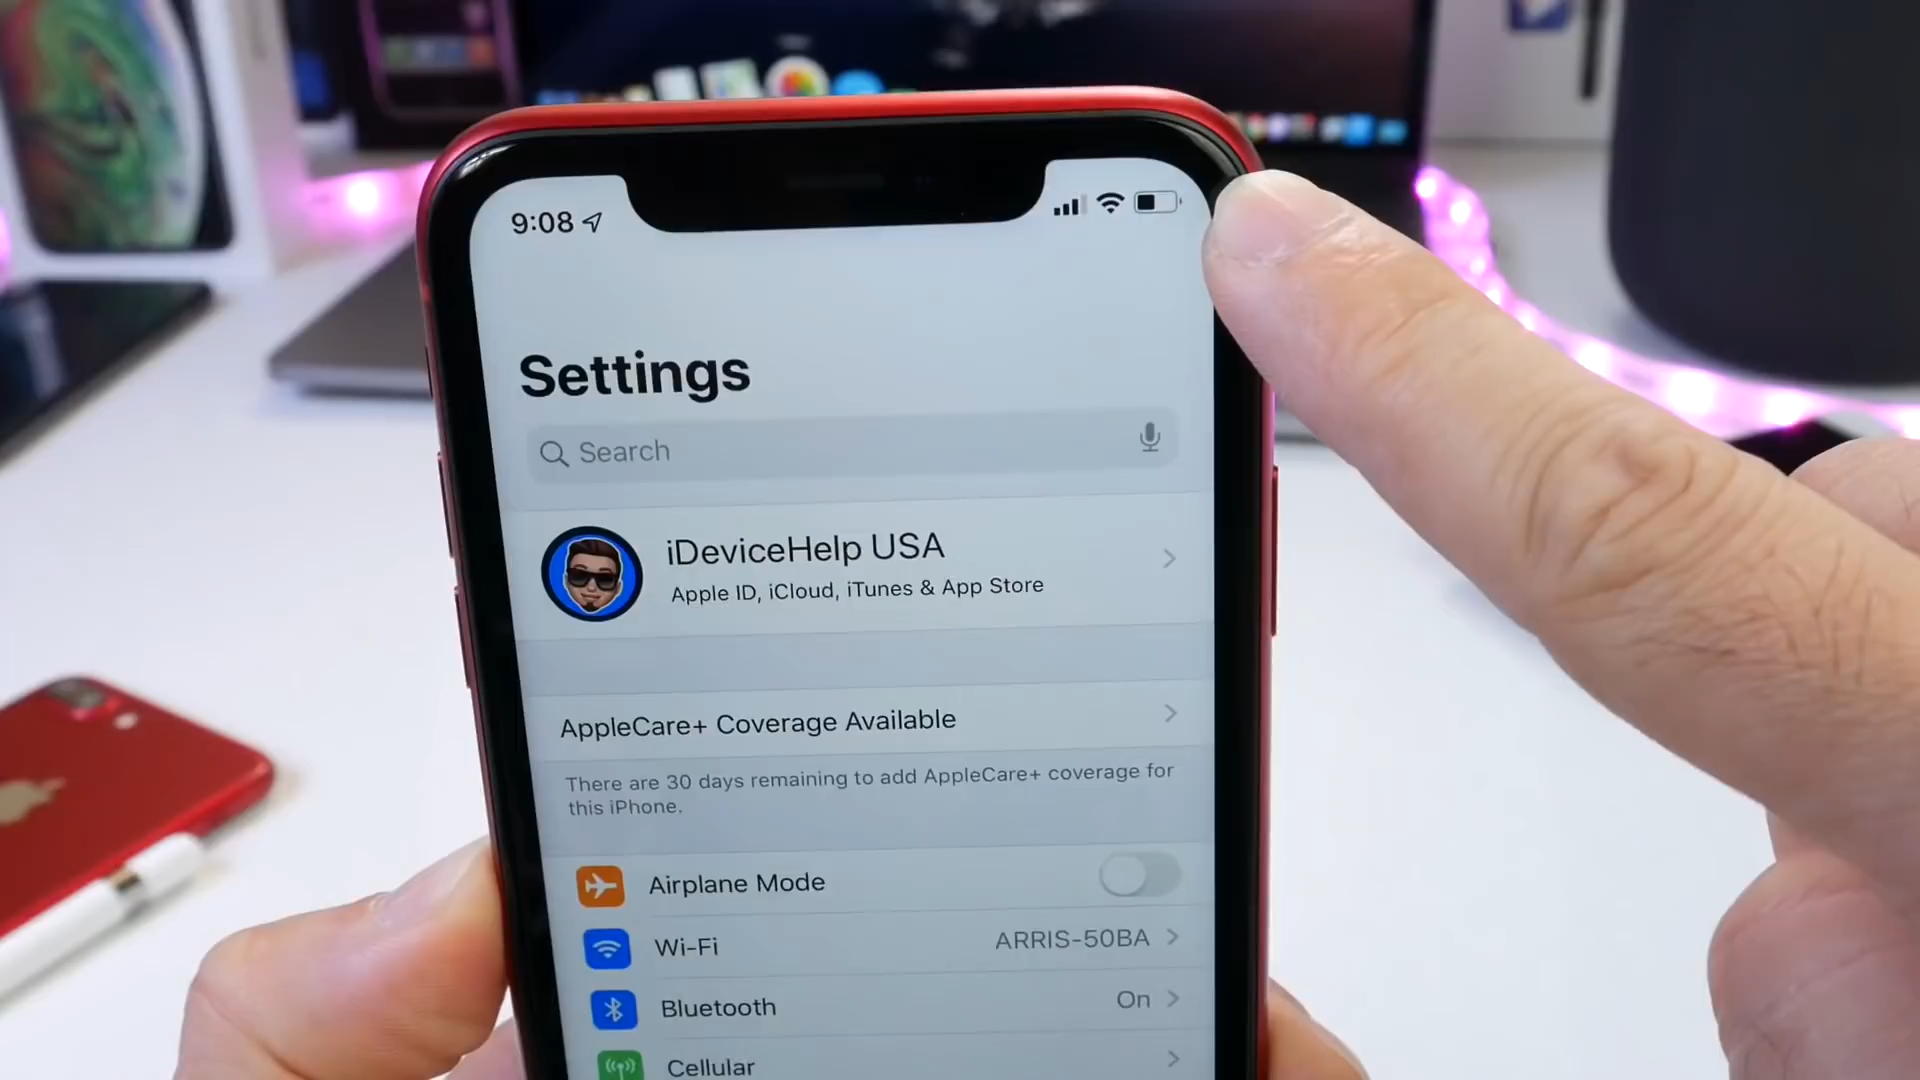 9:08
Settings
Search
iDeviceHelp USA
Apple ID, iCloud, iTunes & App Store
AppleCare+ Coverage Available
There are 30 days remaining to add AppleCare+ coverage for
this iPhone.
Airplane Mode
Wi-Fi ARRIS-50BA
Bluetooth On
Cellular